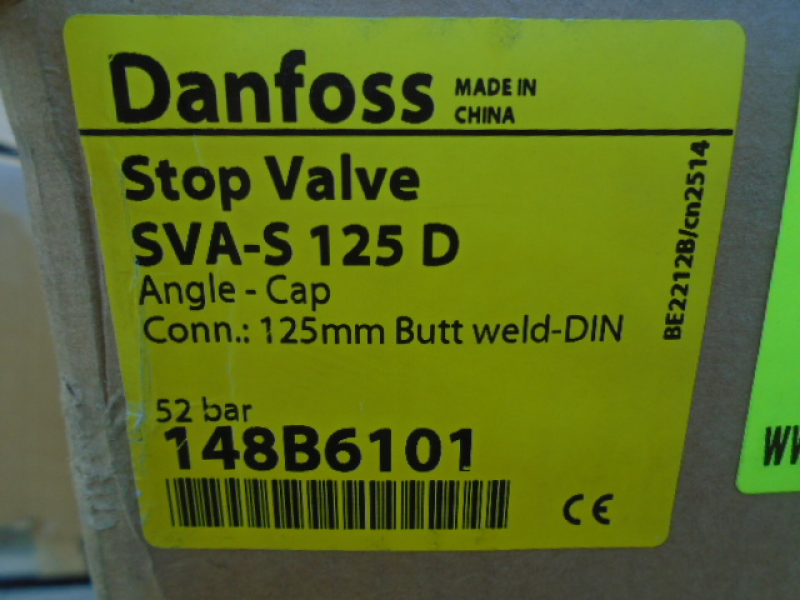 Danfoss
MADE IN
CHINA
Stop Valve
SVA-S 125 D
Angle - Cap
Conn.: 125mm Butt weld-DIN
BE2212B/cn2514
52 bar
148B6101
CE